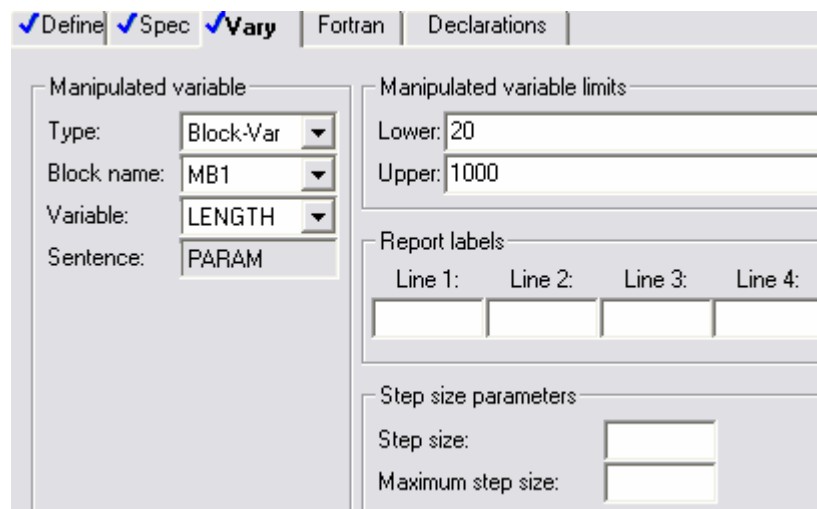 Define Spec Vary Fortran Declarations
Manipulated variable
Type: Block-Var
Block name: MB1
Variable: LENGTH
Sentence: PARAM
Manipulated variable limits
Lower: 20
Upper: 1000
Report labels
Line 1: Line 2: Line 3: Line 4:
Step size parameters
Step size:
Maximum step size: